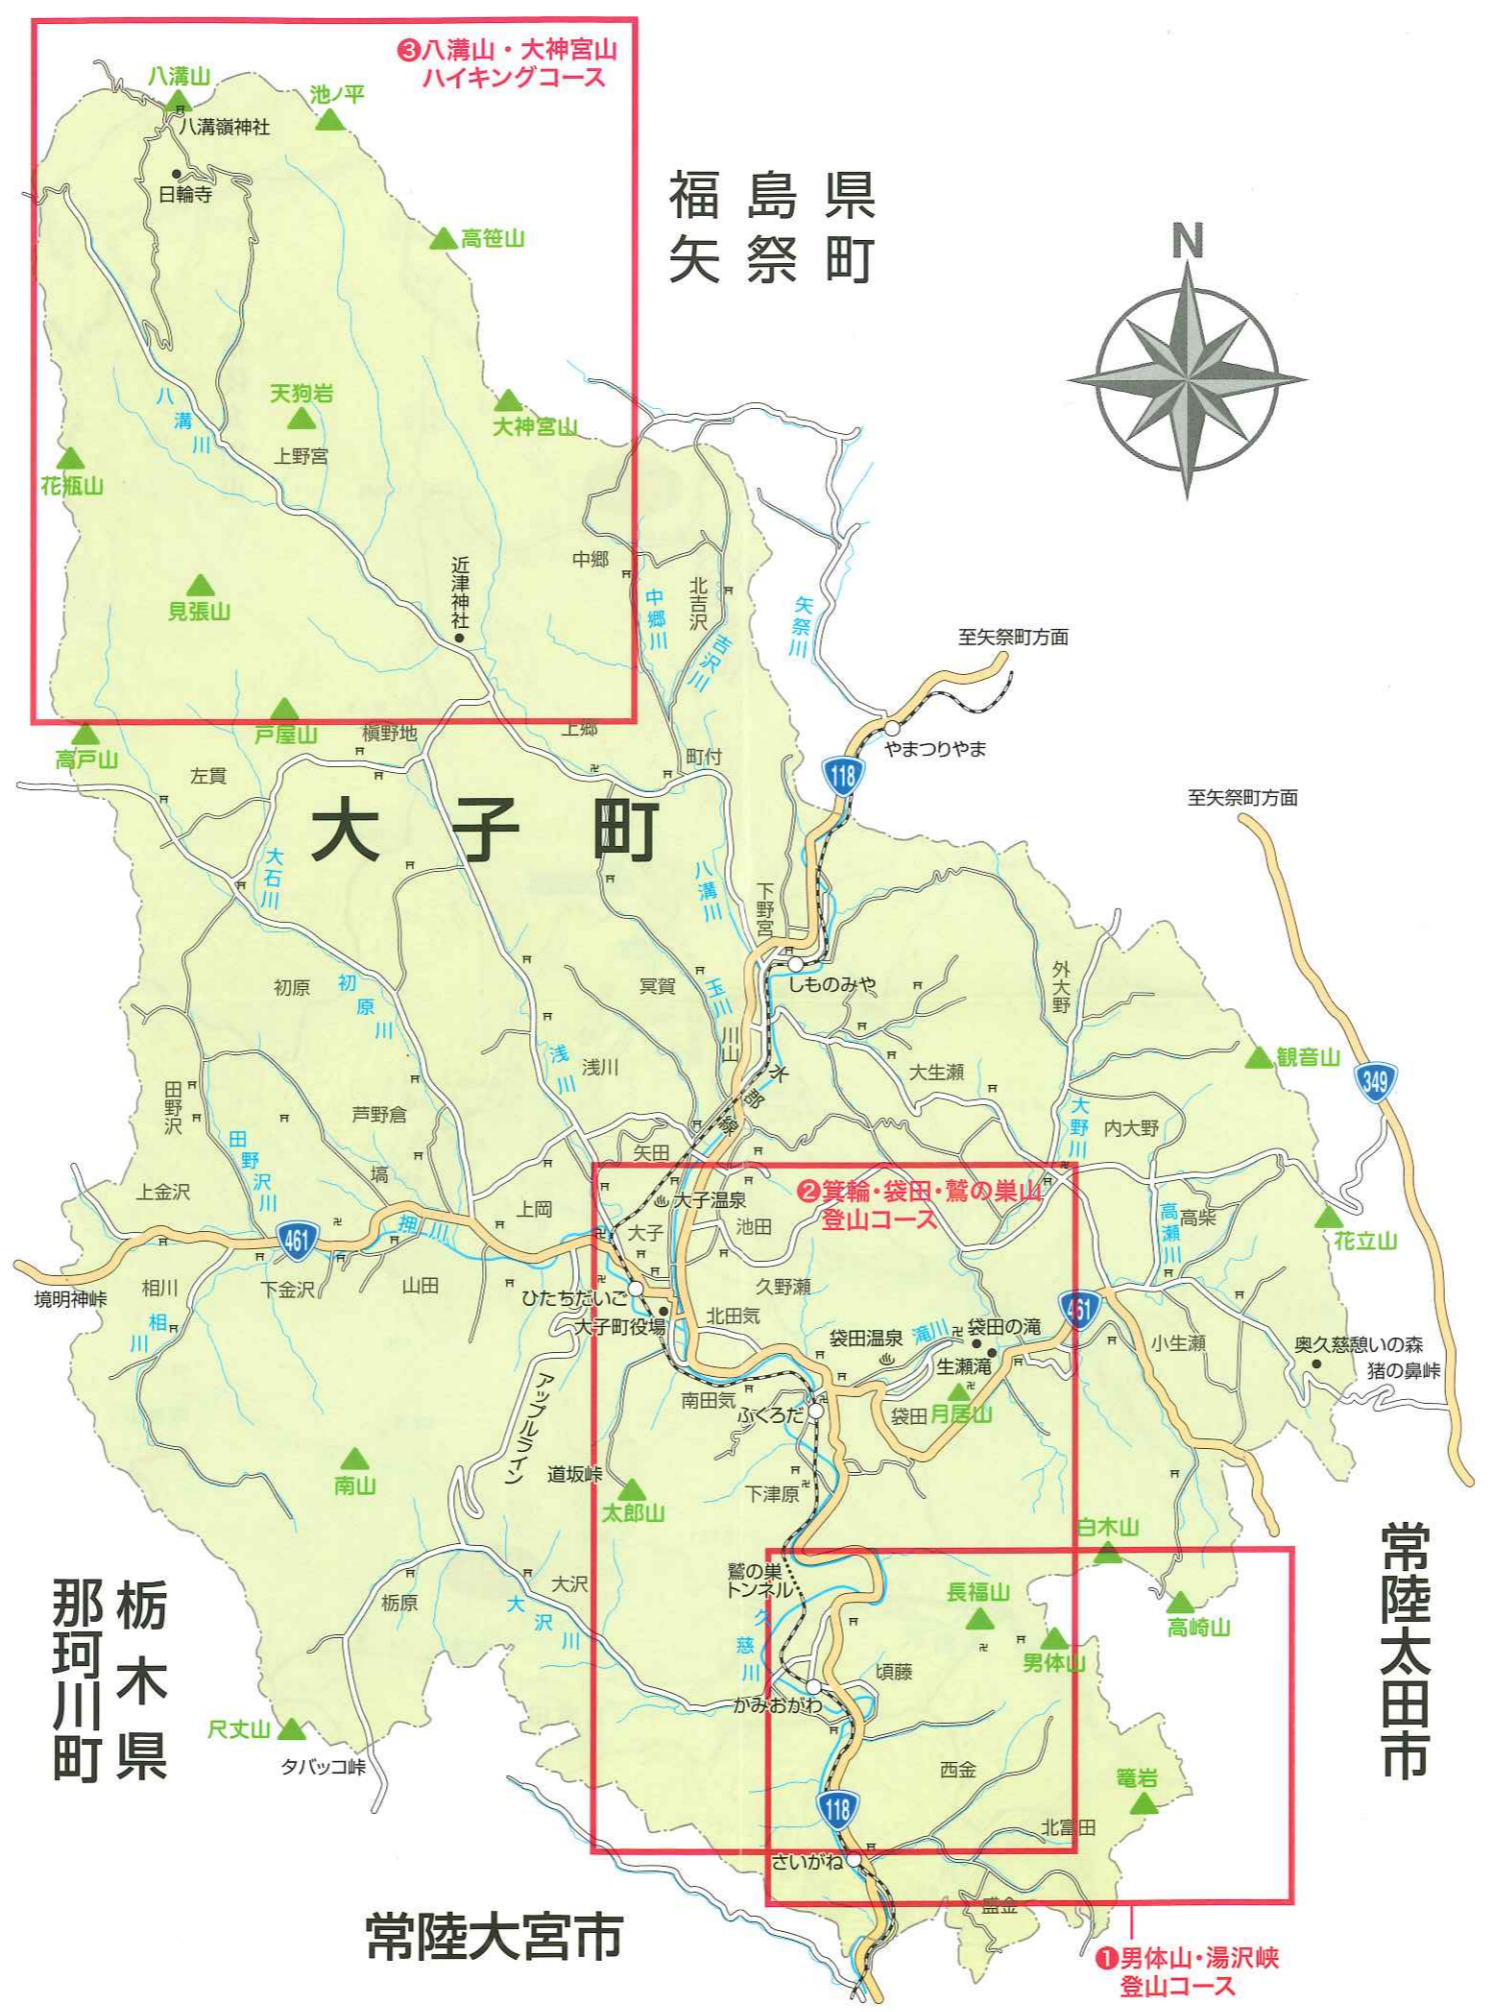 ❸八溝山・大神宮山
ハイキングコース
八溝山
池ノ平
八溝嶺神社
日輪寺
高笹山
福島県
矢祭町
N
八溝川
天狗岩
上野宮
大神宮山
花瓶山
見張山
近津神社
中郷
中郷川
北吉沢
吉沢川
矢祭川
至矢祭町方面
やまつりやま
118
至矢祭町方面
高戸山
戸屋山
槇野地
上郷
町付
左貫
大子町
大石川
八溝川
下野宮
しものみや
外大野
初原
初原川
冥賀
玉川
川山
浅川
浅川
水郡線
大生瀬
観音山
349
田野沢
芦野倉
大野川
内大野
田野沢川
塙
矢田
上金沢
上岡
大子温泉
❷箕輪・袋田・鷲の巣山
登山コース
池田
高瀬川
高柴
花立山
461
押川
大子
境明神峠
相川
相川
下金沢
山田
ひたちだいご
大子町役場
久野瀬
北田気
461
袋田温泉
滝川
袋田の滝
生瀬滝
小生瀬
奥久慈憩いの森
猪の鼻峠
アップルライン
南田気
ふくろだ
袋田
月居山
南山
道坂峠
太郎山
下津原
白木山
常陸太田市
栃木県
那珂川町
栃原
大沢
大沢川
鷲の巣
トンネル
久慈川
長福山
高崎山
男体山
頃藤
かみおがわ
尺丈山
タバッコ峠
西金
篭岩
118
北富田
さいがね
盛金
常陸大宮市
❶男体山・湯沢峡
登山コース